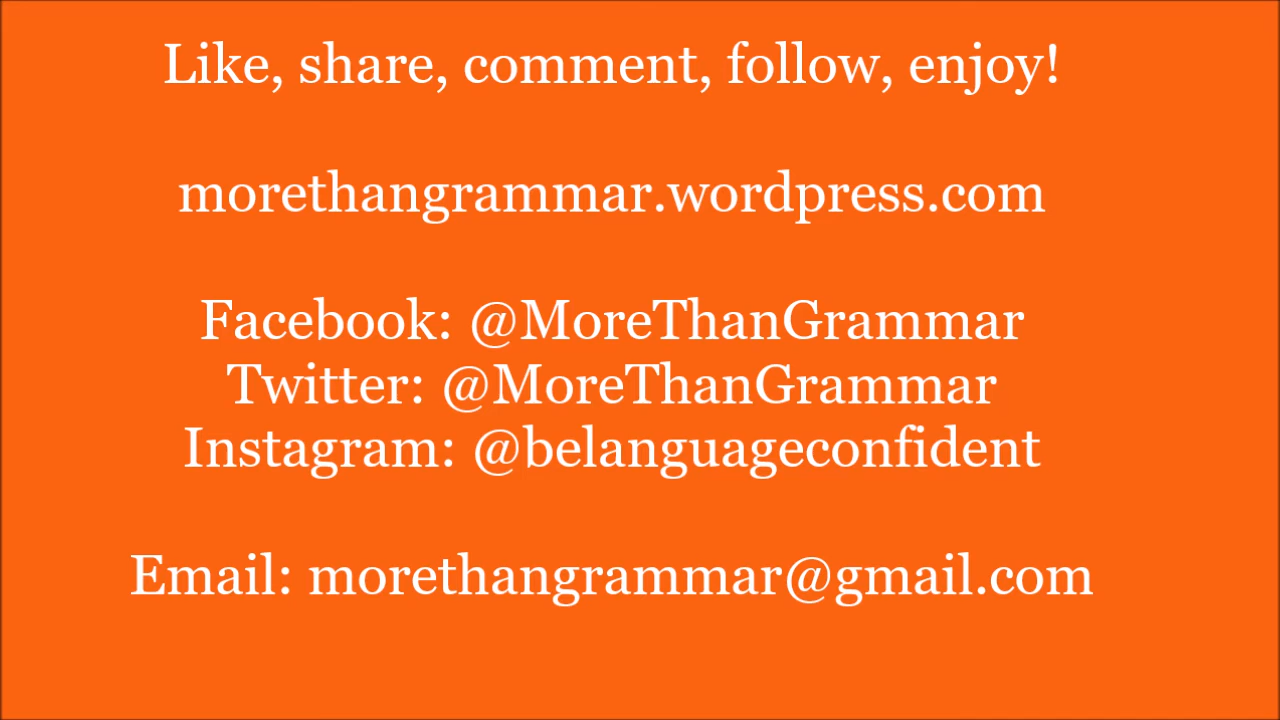 Like, share, comment, follow, enjoy!
morethangrammar.wordpress.com
Facebook: @MoreThanGrammar
Twitter: @MoreThanGrammar
Instagram: @belanguageconfident
Email: morethangrammar@gmail.com